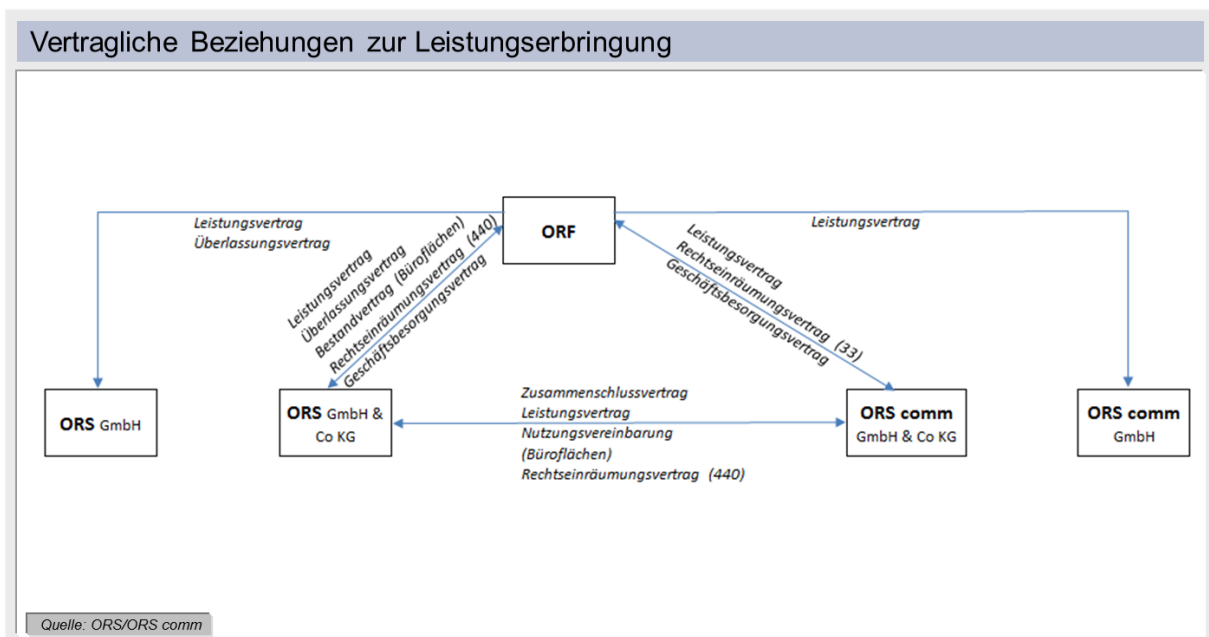 Vertragliche Beziehungen zur Leistungserbringung
ORF
Leistungsvertrag
Überlassungsvertrag
Leistungsvertrag
Überlassungsvertrag
Bestandvertrag (Büroflächen)
Rechtseinräumungsvertrag (440)
Geschäftsbesorgungsvertrag
Leistungsvertrag
Rechtseinräumungsvertrag (33)
Geschäftsbesorgungsvertrag
Leistungsvertrag
ORS GmbH
ORS GmbH &
Co KG
Zusammenschlussvertrag
Leistungsvertrag
Nutzungsvereinbarung
(Büroflächen)
Rechtseinräumungsvertrag (440)
ORS comm
GmbH & Co KG
ORS comm
GmbH
Quelle: ORS/ORS comm